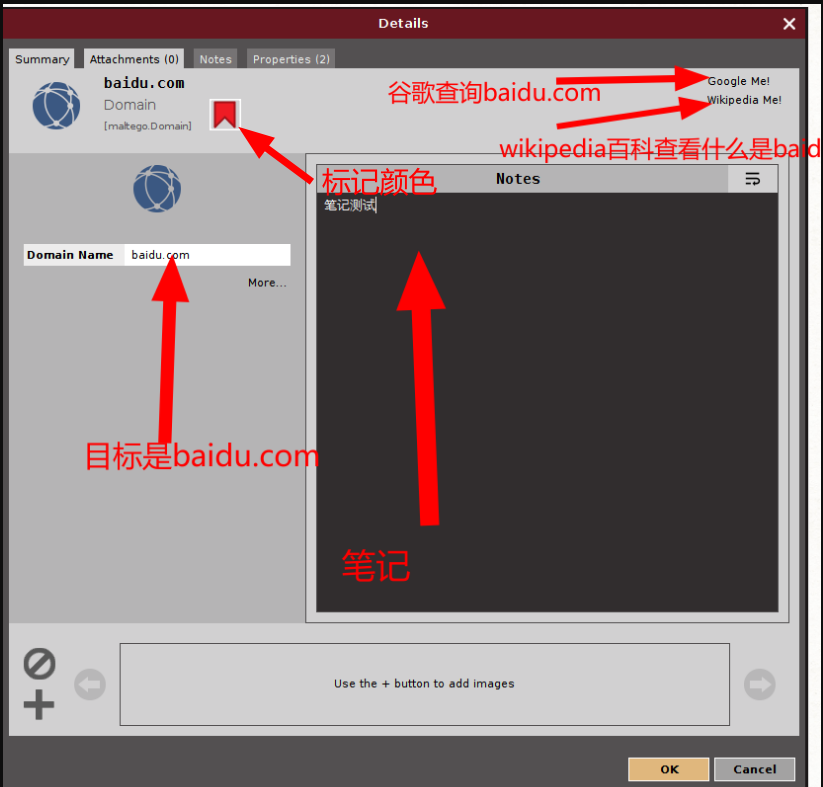 Details
Summary
Attachments (0)
Notes
Properties (2)
baidu.com
Domain
[maltego.Domain]
谷歌查询baidu.com
Google Me!
Wikipedia Me!
wikipedia百科查看什么是baid
标记颜色
Notes
笔记测试
Domain Name baidu.com
More...
目标是baidu.com
笔记
Use the + button to add images
OK
Cancel